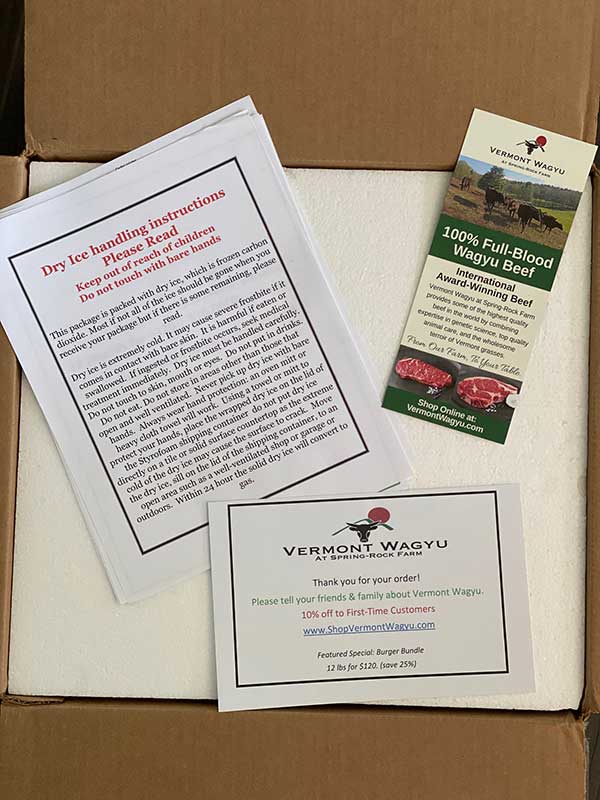 Dry Ice handling instructions
Please Read
Keep out of reach of children
Do not touch with bare hands
This package is packed with dry ice, which is frozen carbon
dioxide. Most if not all of the ice should be gone when you
receive your package but if there is some remaining, please
read.
Dry ice is extremely cold. It may cause severe frostbite if it
comes in contact with bare skin. It is harmful if eaten or
swallowed. If ingested or frostbite occurs, seek medical
treatment immediately. Dry ice must be handled carefully.
Do not touch to skin, mouth or eyes. Do not put in drinks.
Do not eat. Do not store in areas other than those that
open and well ventilated. Never pick up dry ice with bare
hands. Always wear hand protection; an oven mitt or
heavy cloth towel will work. Using a towel or mitt to
protect your hands, place the wrapped dry ice on the lid of
the Styrofoam shipping container do not put dry ice
directly on a tile or solid surface countertop as the extreme
cold of the dry ice may cause the surface to crack. Move
the dry ice, sill on the lid of the shipping container, to an
open area such as a well-ventilated shop or garage or
outdoors. Within 24 hour the solid dry ice will convert to
gas.
VERMONT WAGYU
AT SPRING-ROCK FARM
100% Full-Blood
Wagyu Beef
International
Award-Winning Beef
Vermont Wagyu at Spring-Rock Farm
provides some of the highest quality
beef in the world by combining
expertise in genetic science, top quality
animal care, and the wholesome
terroir of Vermont grasses.
From Our Farm, To Your Table.
Shop Online at:
VermontWagyu.com
VERMONT WAGYU
AT SPRING-ROCK FARM
Thank you for your order!
Please tell your friends & family about Vermont Wagyu.
10% off to First-Time Customers
www.ShopVermontWagyu.com
Featured Special: Burger Bundle
12 lbs for $120. (save 25%)